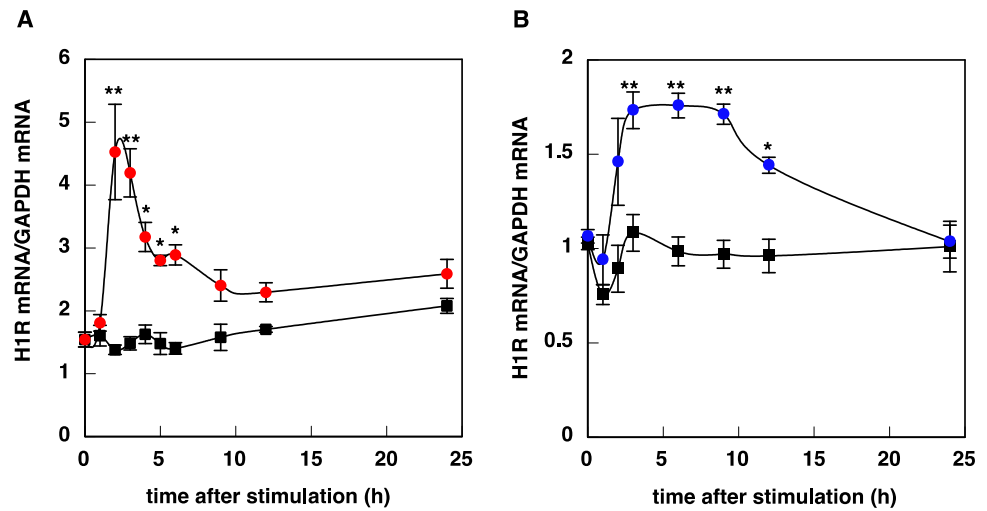 A
H1R mRNA/GAPDH mRNA
6
5
4
3
2
1
0
**
**
*
*
*
0 5 10 15 20 25
time after stimulation (h)
B
H1R mRNA/GAPDH mRNA
2
1.5
1
0.5
0
** ** **
*
0 5 10 15 20 25
time after stimulation (h)